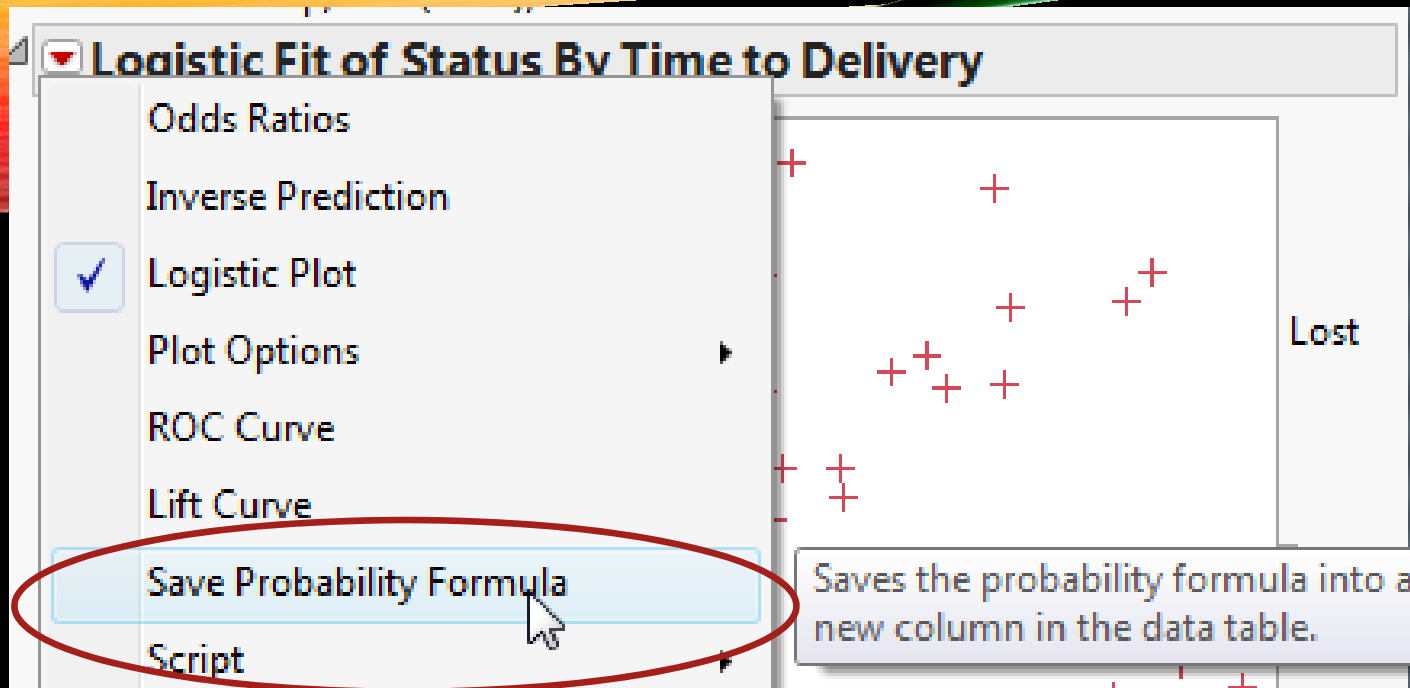 Logistic Fit of Status By Time to Delivery
Odds Ratios
Inverse Prediction
Logistic Plot
Plot Options
ROC Curve
Lift Curve
Save Probability Formula
Script
Lost
Saves the probability formula into a
new column in the data table.